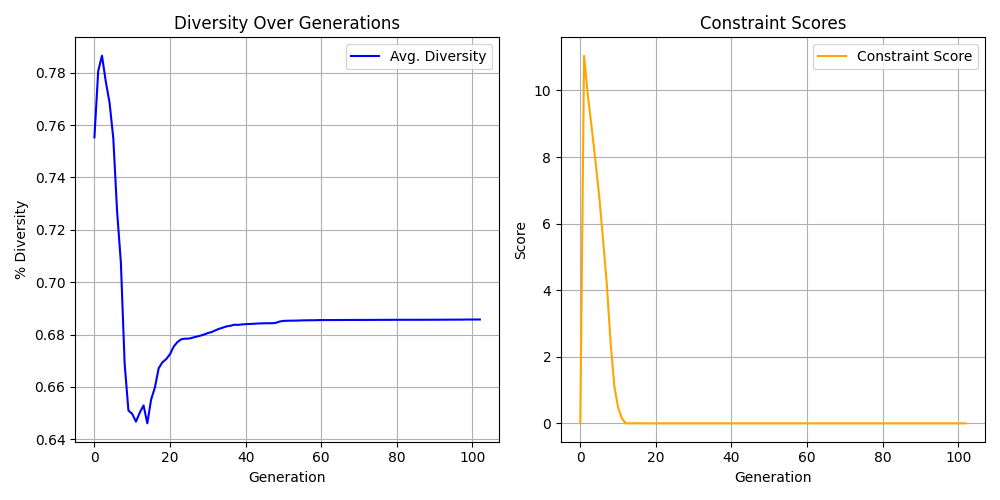 Diversity Over Generations
Avg. Diversity
% Diversity
0.78
0.76
0.74
0.72
0.70
0.68
0.66
0.64
0 20 40 60 80 100
Generation
Constraint Scores
Constraint Score
Score
10
8
6
4
2
0
0 20 40 60 80 100
Generation